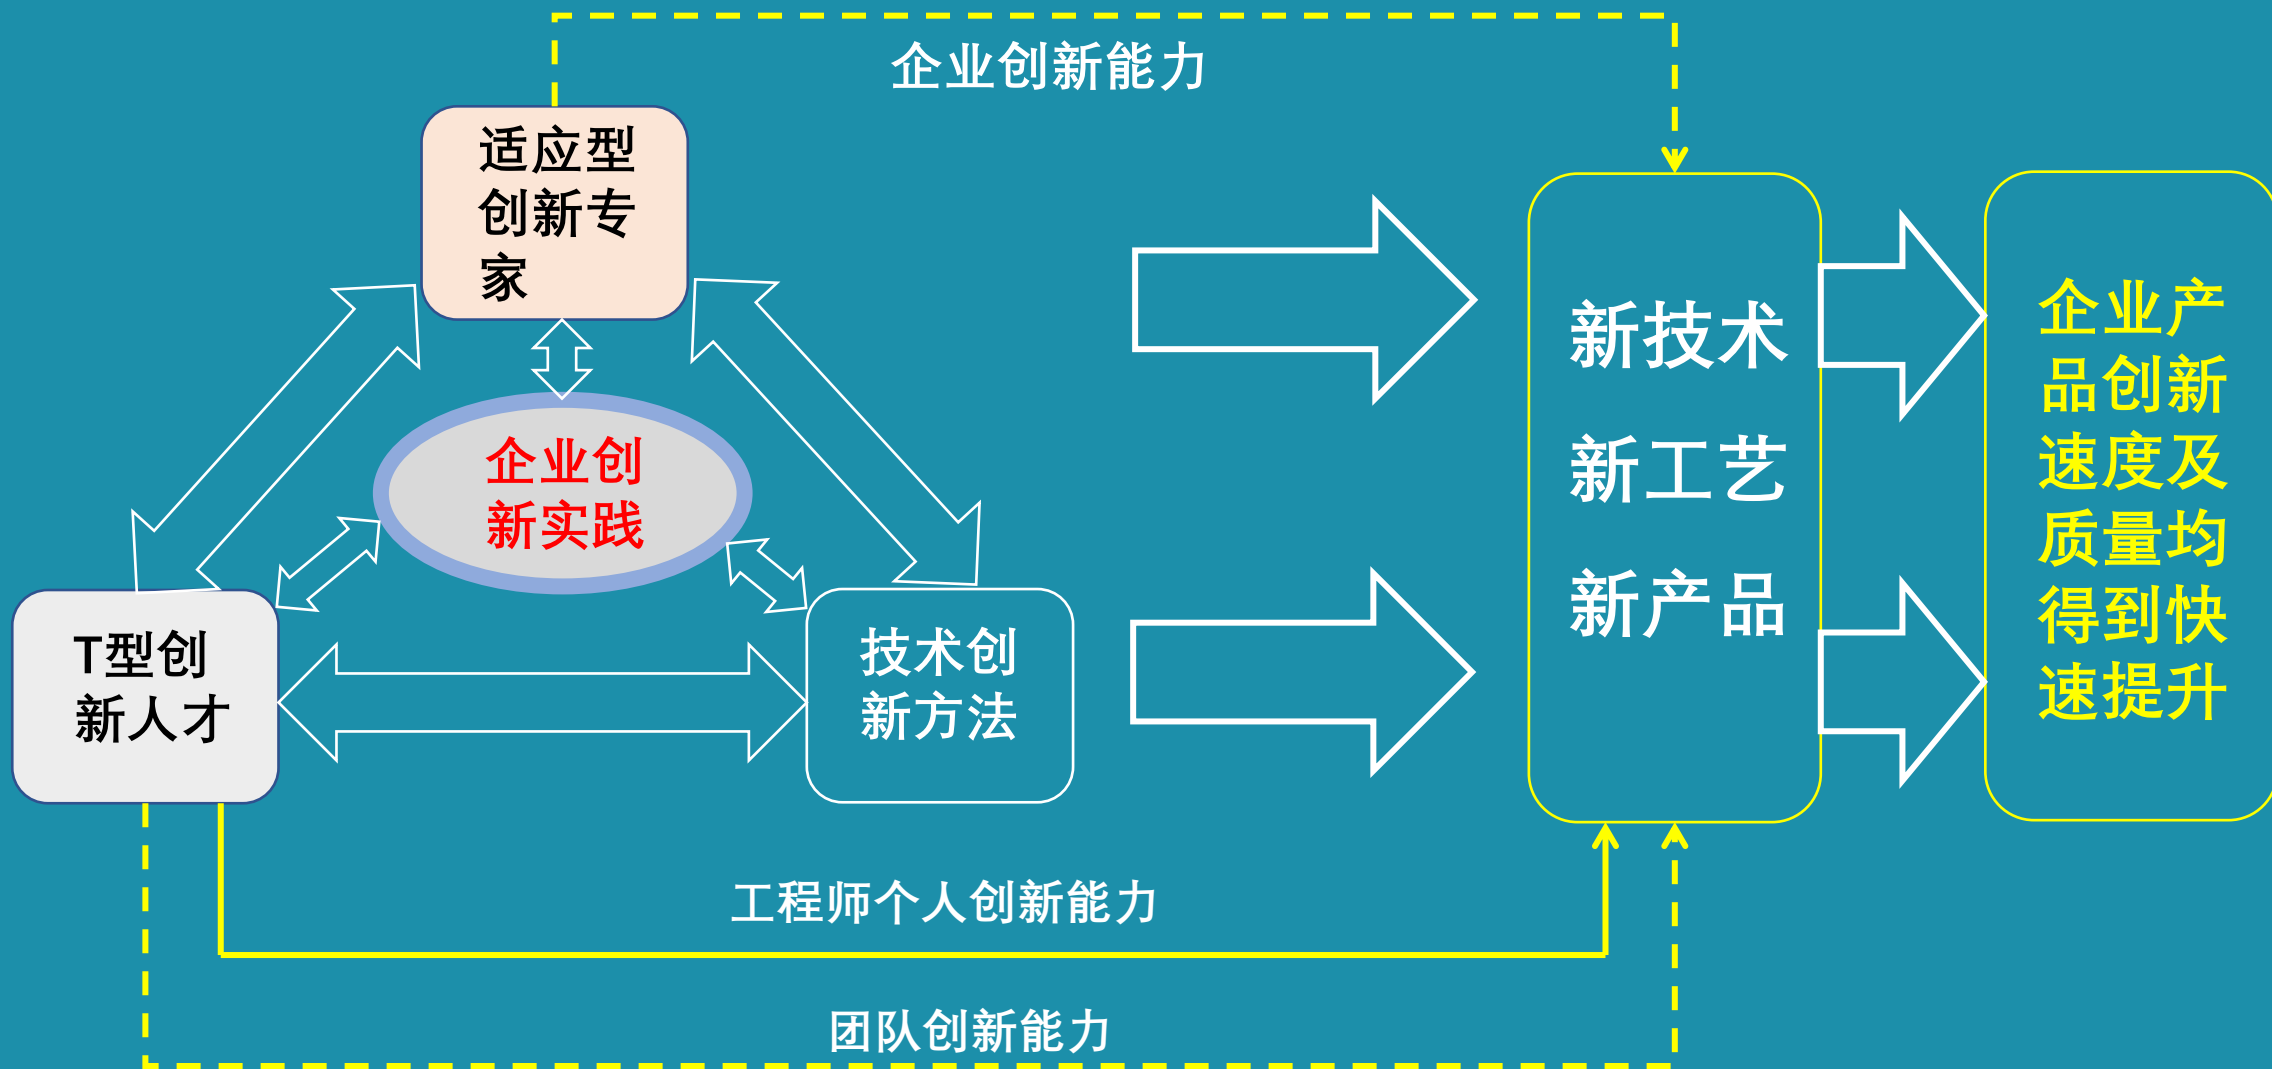 企业创新能力
适应型
创新专
家
企业创
新实践
T型创
新人才
技术创
新方法
新技术
新工艺
新产品
企业产
品创新
速度及
质量均
得到快
速提升
工程师个人创新能力
团队创新能力